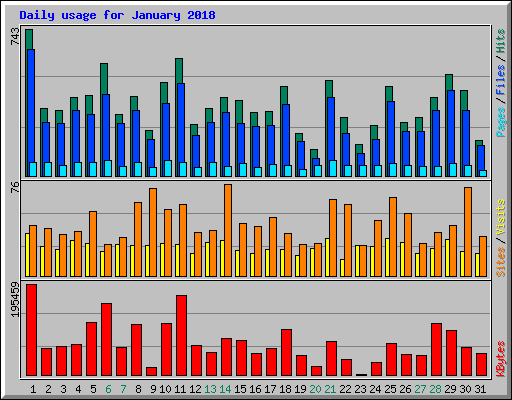 Daily usage for January 2018
743
Pages / Files / Hits
76
Sites / Visits
195459
KBytes
1 2 3 4 5 6 7 8 9 10 11 12 13 14 15 16 17 18 19 20 21 22 23 24 25 26 27 28 29 30 31